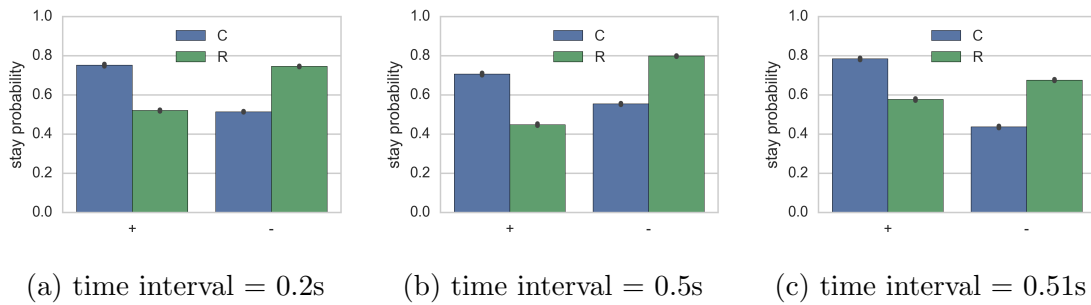 1.0
0.8
0.6
0.4
0.2
0.0
stay probability
C
R
+ -
(a) time interval = 0.2s
1.0
0.8
0.6
0.4
0.2
0.0
stay probability
C
R
+ -
(b) time interval = 0.5s
1.0
0.8
0.6
0.4
0.2
0.0
stay probability
C
R
+ -
(c) time interval = 0.51s